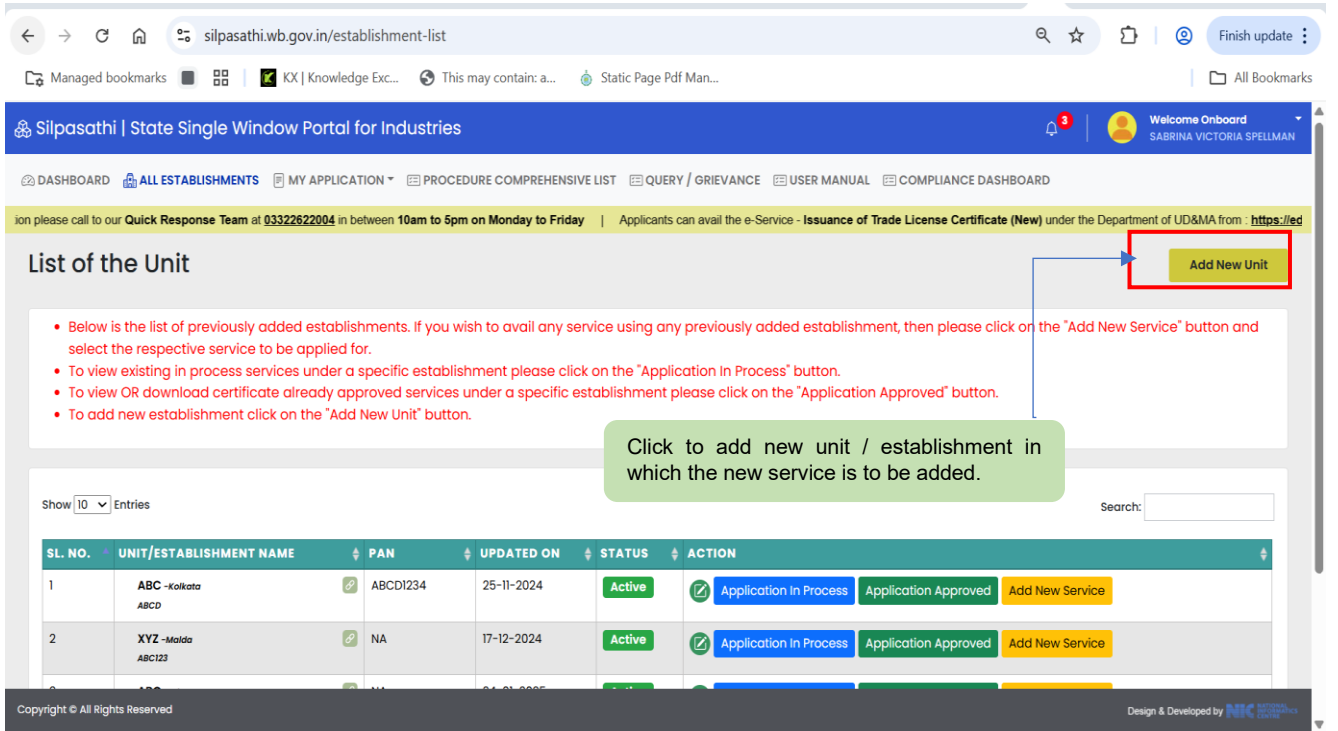 silpasathi.wb.gov.in/establishment-list
Finish update
Managed bookmarks
KX | Knowledge Exc...
This may contain: a...
Static Page Pdf Man...
All Bookmarks
Silpasathi | State Single Window Portal for Industries
3
Welcome Onboard
SABRINA VICTORIA SPELLMAN
DASHBOARD ALL ESTABLISHMENTS MY APPLICATION PROCEDURE COMPREHENSIVE LIST QUERY / GRIEVANCE USER MANUAL COMPLIANCE DASHBOARD
ion please call to our Quick Response Team at 03322622004 in between 10am to 5pm on Monday to Friday | Applicants can avail the e-Service - Issuance of Trade License Certificate (New) under the Department of UD&MA from : https://ed
List of the Unit
Add New Unit
• Below is the list of previously added establishments. If you wish to avail any service using any previously added establishment, then please click on the "Add New Service" button and
select the respective service to be applied for.
• To view existing in process services under a specific establishment please click on the "Application In Process" button.
• To view OR download certificate already approved services under a specific establishment please click on the "Application Approved" button.
• To add new establishment click on the "Add New Unit" button.
Click to add new unit / establishment in
which the new service is to be added.
Show 10 Entries
Search:
SL. NO. UNIT/ESTABLISHMENT NAME PAN UPDATED ON STATUS ACTION
1 ABC -Kolkata ABCD1234 25-11-2024 Active Application In Process Application Approved Add New Service
ABCD
2 XYZ -Malda NA 17-12-2024 Active Application In Process Application Approved Add New Service
ABC123
Copyright © All Rights Reserved
Design & Developed by NIC NATIONAL INFORMATICS CENTRE